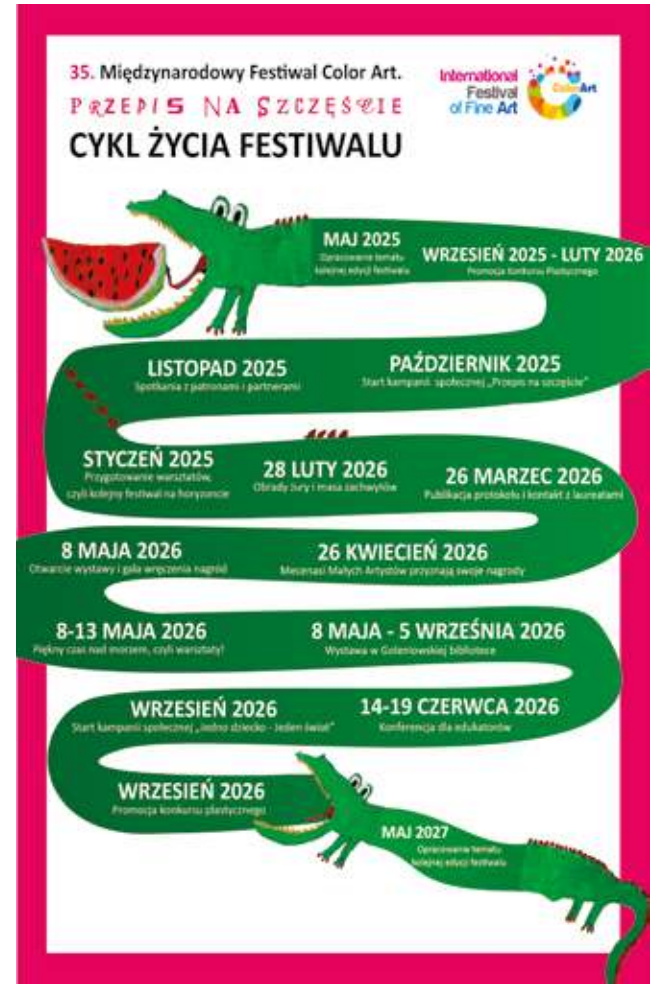 35. Międzynarodowy Festiwal Color Art.
PRZEPIS NA SZCZĘŚCIE
CYKL ŻYCIA FESTIWALU
International
Festival
of Fine Art
ColorArt
MAJ 2025
Opracowanie tematu
kolejnej edycji festiwalu
WRZESIEŃ 2025 - LUTY 2026
Promocja Konkursu Plastycznego
PAŹDZIERNIK 2025
Start kampanii społecznej „Przepis na szczęście"
LISTOPAD 2025
Spotkania z patronami i partnerami
STYCZEŃ 2025
Przygotowanie warsztatów,
czyli kolejny festiwal na horyzoncie
28 LUTY 2026
Obrady Jury i masa zachwytów
26 MARZEC 2026
Publikacja protokołu i kontakt z laureatami
26 KWIECIEŃ 2026
Mecenasi Małych Artystów przyznają swoje nagrody
8 MAJA 2026
Otwarcie wystawy i gala wręczenia nagród
8-13 MAJA 2026
Piękny czas nad morzem, czyli warsztaty!
8 MAJA - 5 WRZEŚNIA 2026
Wystawa w Goleniowskiej bibliotece
14-19 CZERWCA 2026
Konferencja dla edukatorów
WRZESIEŃ 2026
Start kampanii społecznej „Jedno dziecko - Jeden świat"
WRZESIEŃ 2026
Promocja konkursu plastycznego
MAJ 2027
Opracowanie tematu
kolejnej edycji festiwalu